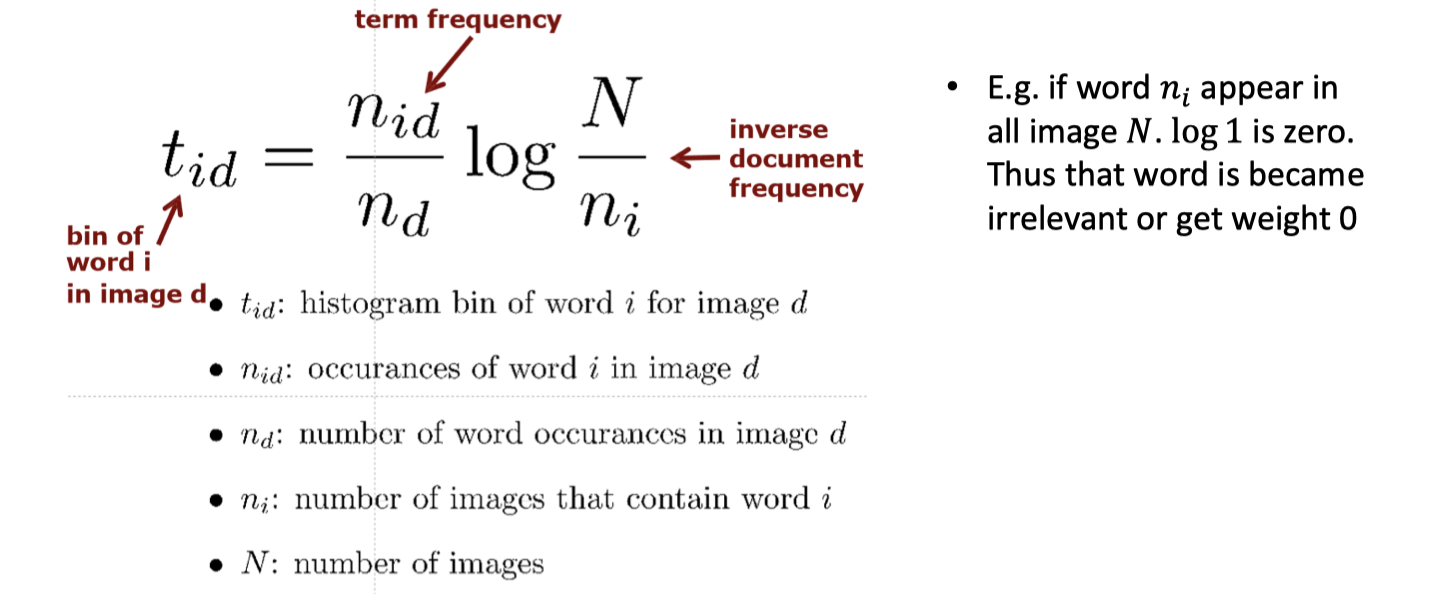 term frequency
t_{id} = \frac{n_{id}}{n_d} \log \frac{N}{n_i}
inverse
document
frequency
bin of
word i
in image d
• t_{id}: histogram bin of word i for image d
• n_{id}: occurances of word i in image d
• n_d: number of word occurances in image d
• n_i: number of images that contain word i
• N: number of images
• E.g. if word n_i appear in
all image N. log 1 is zero.
Thus that word is became
irrelevant or get weight 0